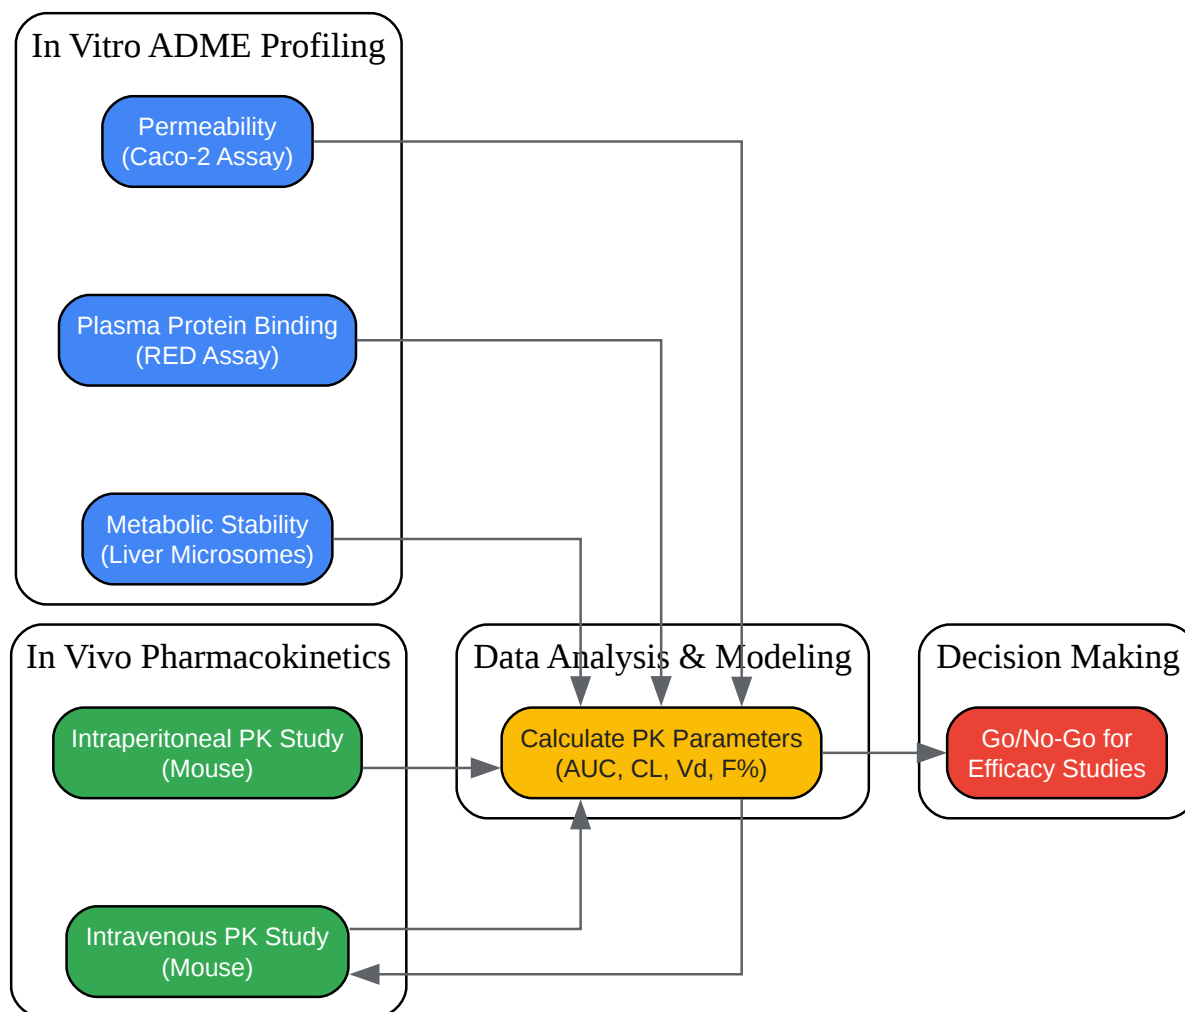 In Vitro ADME Profiling
Permeability
(Caco-2 Assay)
Plasma Protein Binding
(RED Assay)
Metabolic Stability
(Liver Microsomes)
In Vivo Pharmacokinetics
Intraperitoneal PK Study
(Mouse)
Intravenous PK Study
(Mouse)
Data Analysis & Modeling
Calculate PK Parameters
(AUC, CL, Vd, F%)
Decision Making
Go/No-Go for
Efficacy Studies